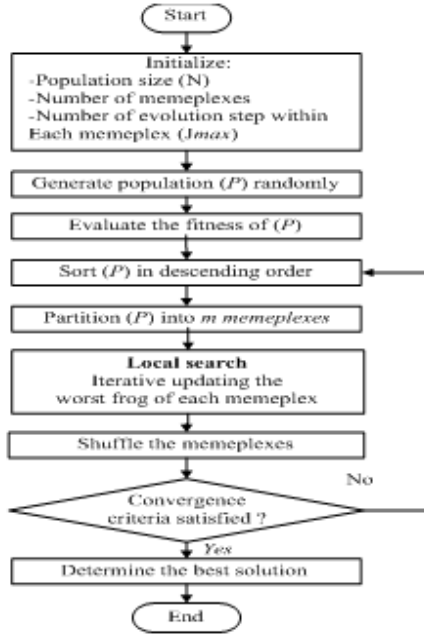 Start
Initialize:
-Population size (N)
-Number of memeplexes
-Number of evolution step within
Each memeplex (Jmax)
Generate population (P) randomly
Evaluate the fitness of (P)
Sort (P) in descending order
Partition (P) into m memeplexes
Local search
Iterative updating the
worst frog of each memeplex
Shuffle the memeplexes
No
Convergence
criteria satisfied ?
Yes
Determine the best solution
End